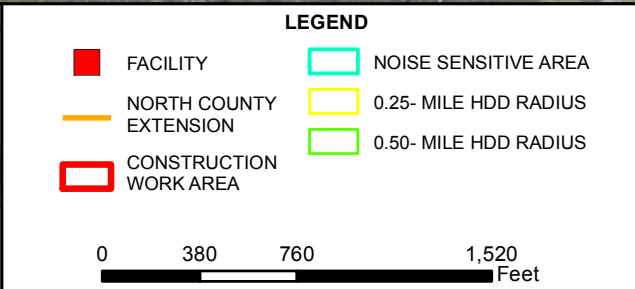 LEGEND
FACILITY
NORTH COUNTY
EXTENSION
CONSTRUCTION
WORK AREA
NOISE SENSITIVE AREA
0.25- MILE HDD RADIUS
0.50- MILE HDD RADIUS
0 380 760 1,520
Feet